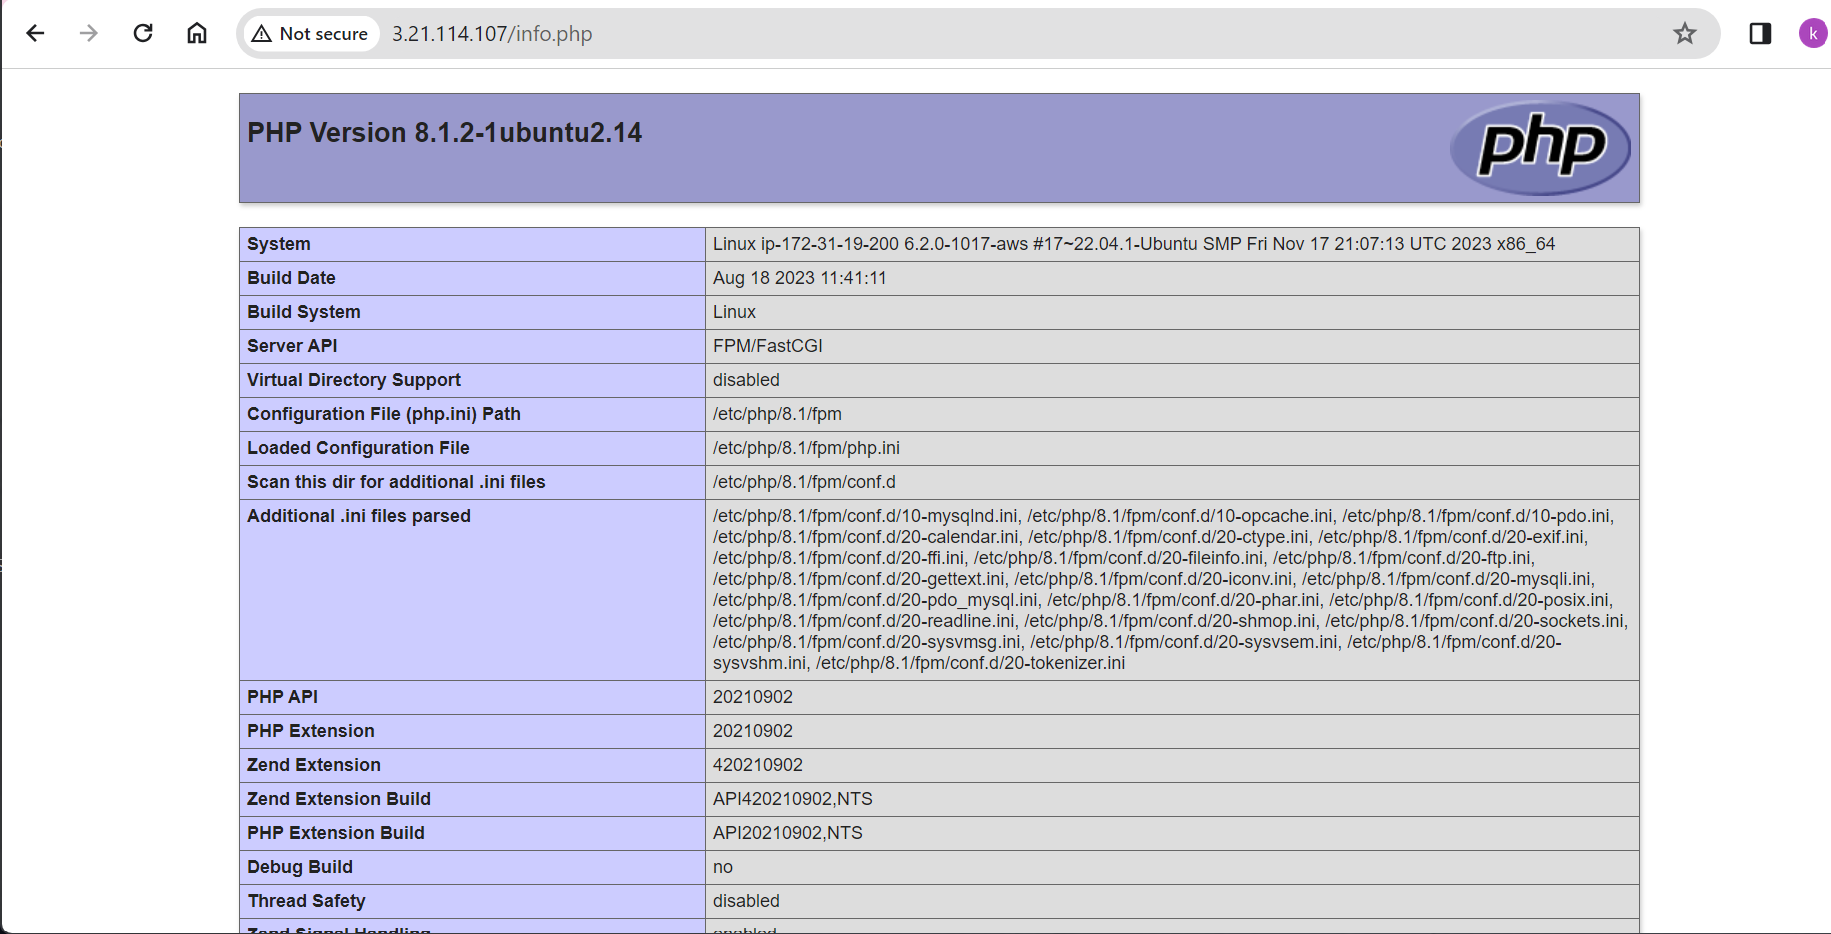 Not secure 3.21.114.107/info.php
k
PHP Version 8.1.2-1ubuntu2.14
php
System Linux ip-172-31-19-200 6.2.0-1017-aws #17~22.04.1-Ubuntu SMP Fri Nov 17 21:07:13 UTC 2023 x86_64
Build Date Aug 18 2023 11:41:11
Build System Linux
Server API FPM/FastCGI
Virtual Directory Support disabled
Configuration File (php.ini) Path /etc/php/8.1/fpm
Loaded Configuration File /etc/php/8.1/fpm/php.ini
Scan this dir for additional .ini files /etc/php/8.1/fpm/conf.d
Additional .ini files parsed /etc/php/8.1/fpm/conf.d/10-mysqlnd.ini, /etc/php/8.1/fpm/conf.d/10-opcache.ini, /etc/php/8.1/fpm/conf.d/10-pdo.ini,
/etc/php/8.1/fpm/conf.d/20-calendar.ini, /etc/php/8.1/fpm/conf.d/20-ctype.ini, /etc/php/8.1/fpm/conf.d/20-exif.ini,
/etc/php/8.1/fpm/conf.d/20-ffi.ini, /etc/php/8.1/fpm/conf.d/20-fileinfo.ini, /etc/php/8.1/fpm/conf.d/20-ftp.ini,
/etc/php/8.1/fpm/conf.d/20-gettext.ini, /etc/php/8.1/fpm/conf.d/20-iconv.ini, /etc/php/8.1/fpm/conf.d/20-mysqli.ini,
/etc/php/8.1/fpm/conf.d/20-pdo_mysql.ini, /etc/php/8.1/fpm/conf.d/20-phar.ini, /etc/php/8.1/fpm/conf.d/20-posix.ini,
/etc/php/8.1/fpm/conf.d/20-readline.ini, /etc/php/8.1/fpm/conf.d/20-shmop.ini, /etc/php/8.1/fpm/conf.d/20-sockets.ini,
/etc/php/8.1/fpm/conf.d/20-sysvmsg.ini, /etc/php/8.1/fpm/conf.d/20-sysvsem.ini, /etc/php/8.1/fpm/conf.d/20-
sysvshm.ini, /etc/php/8.1/fpm/conf.d/20-tokenizer.ini
PHP API 20210902
PHP Extension 20210902
Zend Extension 420210902
Zend Extension Build API420210902,NTS
PHP Extension Build API20210902,NTS
Debug Build no
Thread Safety disabled
Zend Signal Handling enabled